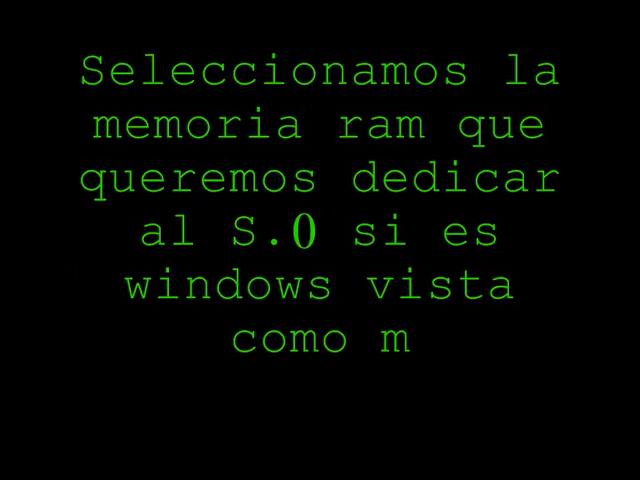 Seleccionamos la
memoria ram que
queremos dedicar
al S.0 si es
windows vista
como m